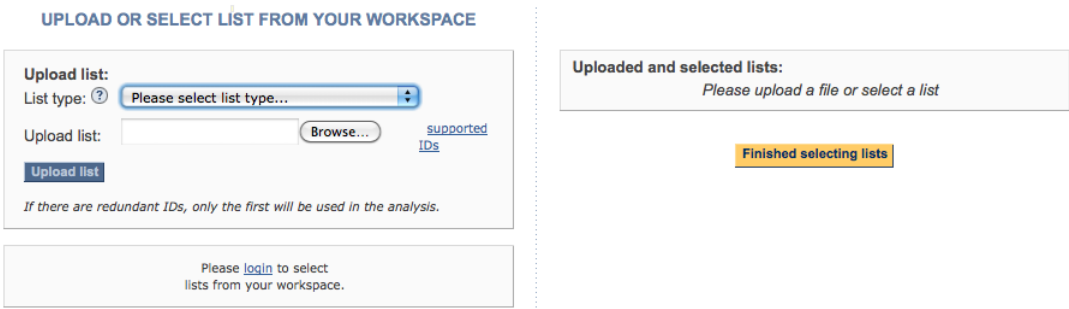 UPLOAD OR SELECT LIST FROM YOUR WORKSPACE
Upload list:
List type: ? Please select list type...
Upload list: Browse... supported
IDs
Upload list
If there are redundant IDs, only the first will be used in the analysis.
Please login to select
lists from your workspace.
Uploaded and selected lists:
Please upload a file or select a list
Finished selecting lists